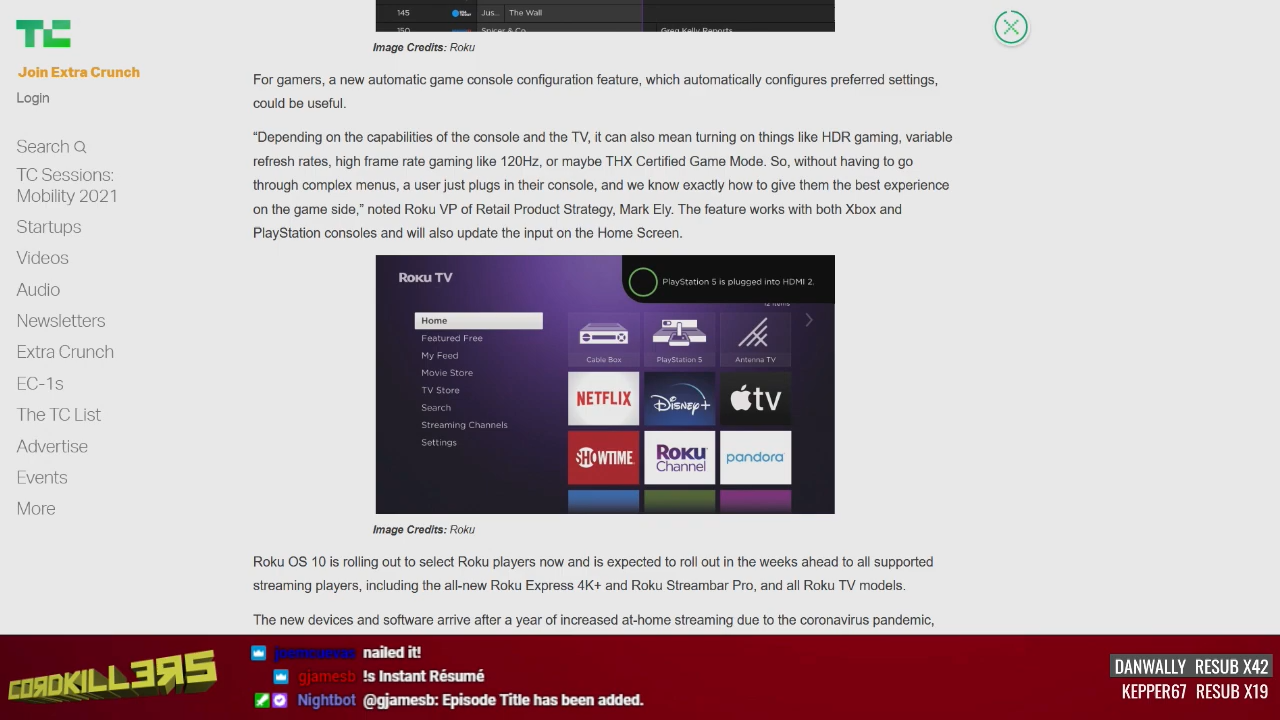 TC
Join Extra Crunch
Login
Search
TC Sessions:
Mobility 2021
Startups
Videos
Audio
Newsletters
Extra Crunch
EC-1s
The TC List
Advertise
Events
More
145 Jus... The Wall
150 Spicer & Co. Greg Kelly Reports
Image Credits: Roku
For gamers, a new automatic game console configuration feature, which automatically configures preferred settings,
could be useful.
“Depending on the capabilities of the console and the TV, it can also mean turning on things like HDR gaming, variable
refresh rates, high frame rate gaming like 120Hz, or maybe THX Certified Game Mode. So, without having to go
through complex menus, a user just plugs in their console, and we know exactly how to give them the best experience
on the game side,” noted Roku VP of Retail Product Strategy, Mark Ely. The feature works with both Xbox and
PlayStation consoles and will also update the input on the Home Screen.
Roku TV
PlayStation 5 is plugged into HDMI 2.
12 items
Home
Featured Free
My Feed
Movie Store
TV Store
Search
Streaming Channels
Settings
Cable Box PlayStation 5 Antenna TV
NETFLIX Disney+ tv
SHOWTIME Roku Channel pandora
Image Credits: Roku
Roku OS 10 is rolling out to select Roku players now and is expected to roll out in the weeks ahead to all supported
streaming players, including the all-new Roku Express 4K+ and Roku Streambar Pro, and all Roku TV models.
The new devices and software arrive after a year of increased at-home streaming due to the coronavirus pandemic,
CORDKILLERS
nailed it!
gjamesb !s Instant Résumé
Nightbot @gjamesb: Episode Title has been added.
DANWALLY RESUB X42
KEPPER67 RESUB X19